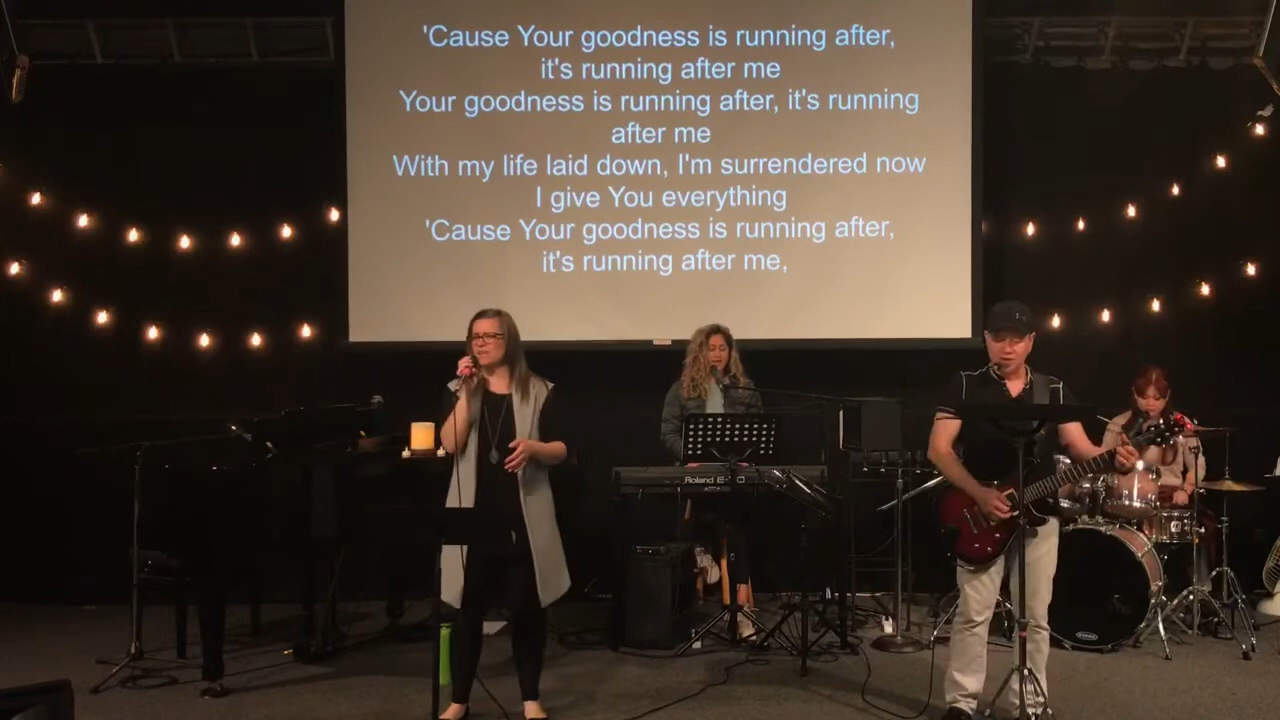 'Cause Your goodness is running after,
it's running after me
Your goodness is running after, it's running
after me
With my life laid down, I'm surrendered now
I give You everything
'Cause Your goodness is running after,
it's running after me,
Roland